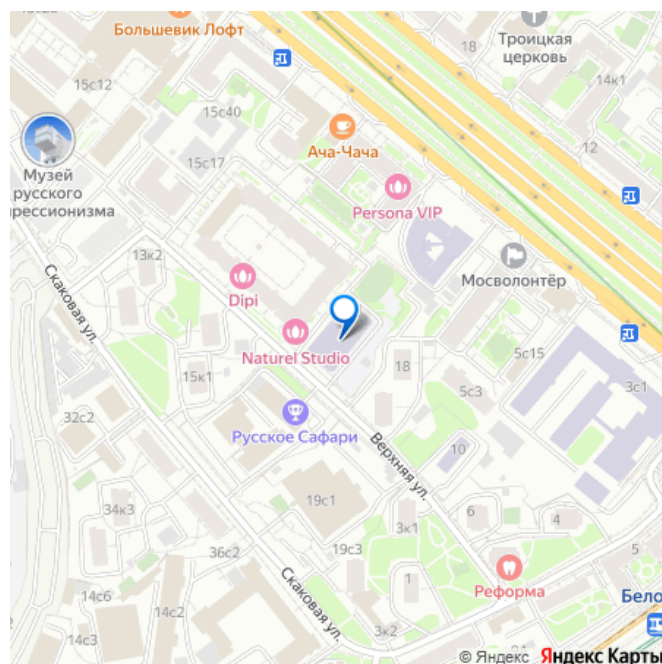 Большевик Лофт
18
Троицкая
церковь
14к1
15с12
15с40
12
Ача-Чача
15с17
Музей
русского
прессионизма
Persona VIP
13к2
Мосволонтёр
Скаковая ул.
Dipi
Naturel Studio
5с15
18
15к1
5с3
3с1
32с2
Русское Сафари
Верхняя ул.
10
19с1
34к3
3к1
6
4
36с2
19с3
5
Реформа
14с6
1
Бело
14с2
Скаковая ул.
14с3
3к2
© Яндекс Яндекс Карты